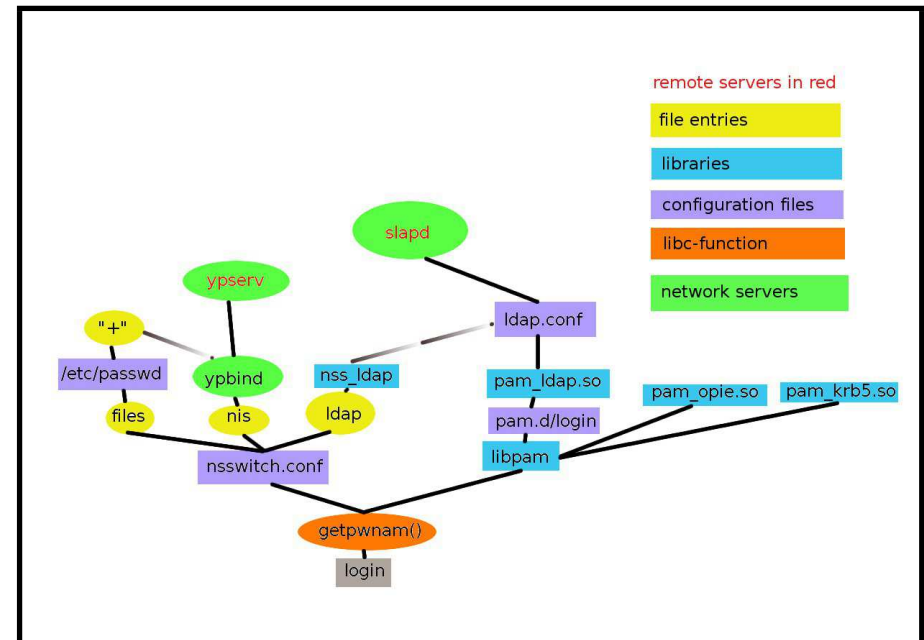 remote servers in red
file entries
libraries
configuration files
libc-function
network servers
slapd
ypserv
"+"
ldap.conf
/etc/passwd
ypbind
nss_ldap
pam_ldap.so
pam_opie.so
pam_krb5.so
files
nis
ldap
pam.d/login
nsswitch.conf
libpam
getpwnam()
login